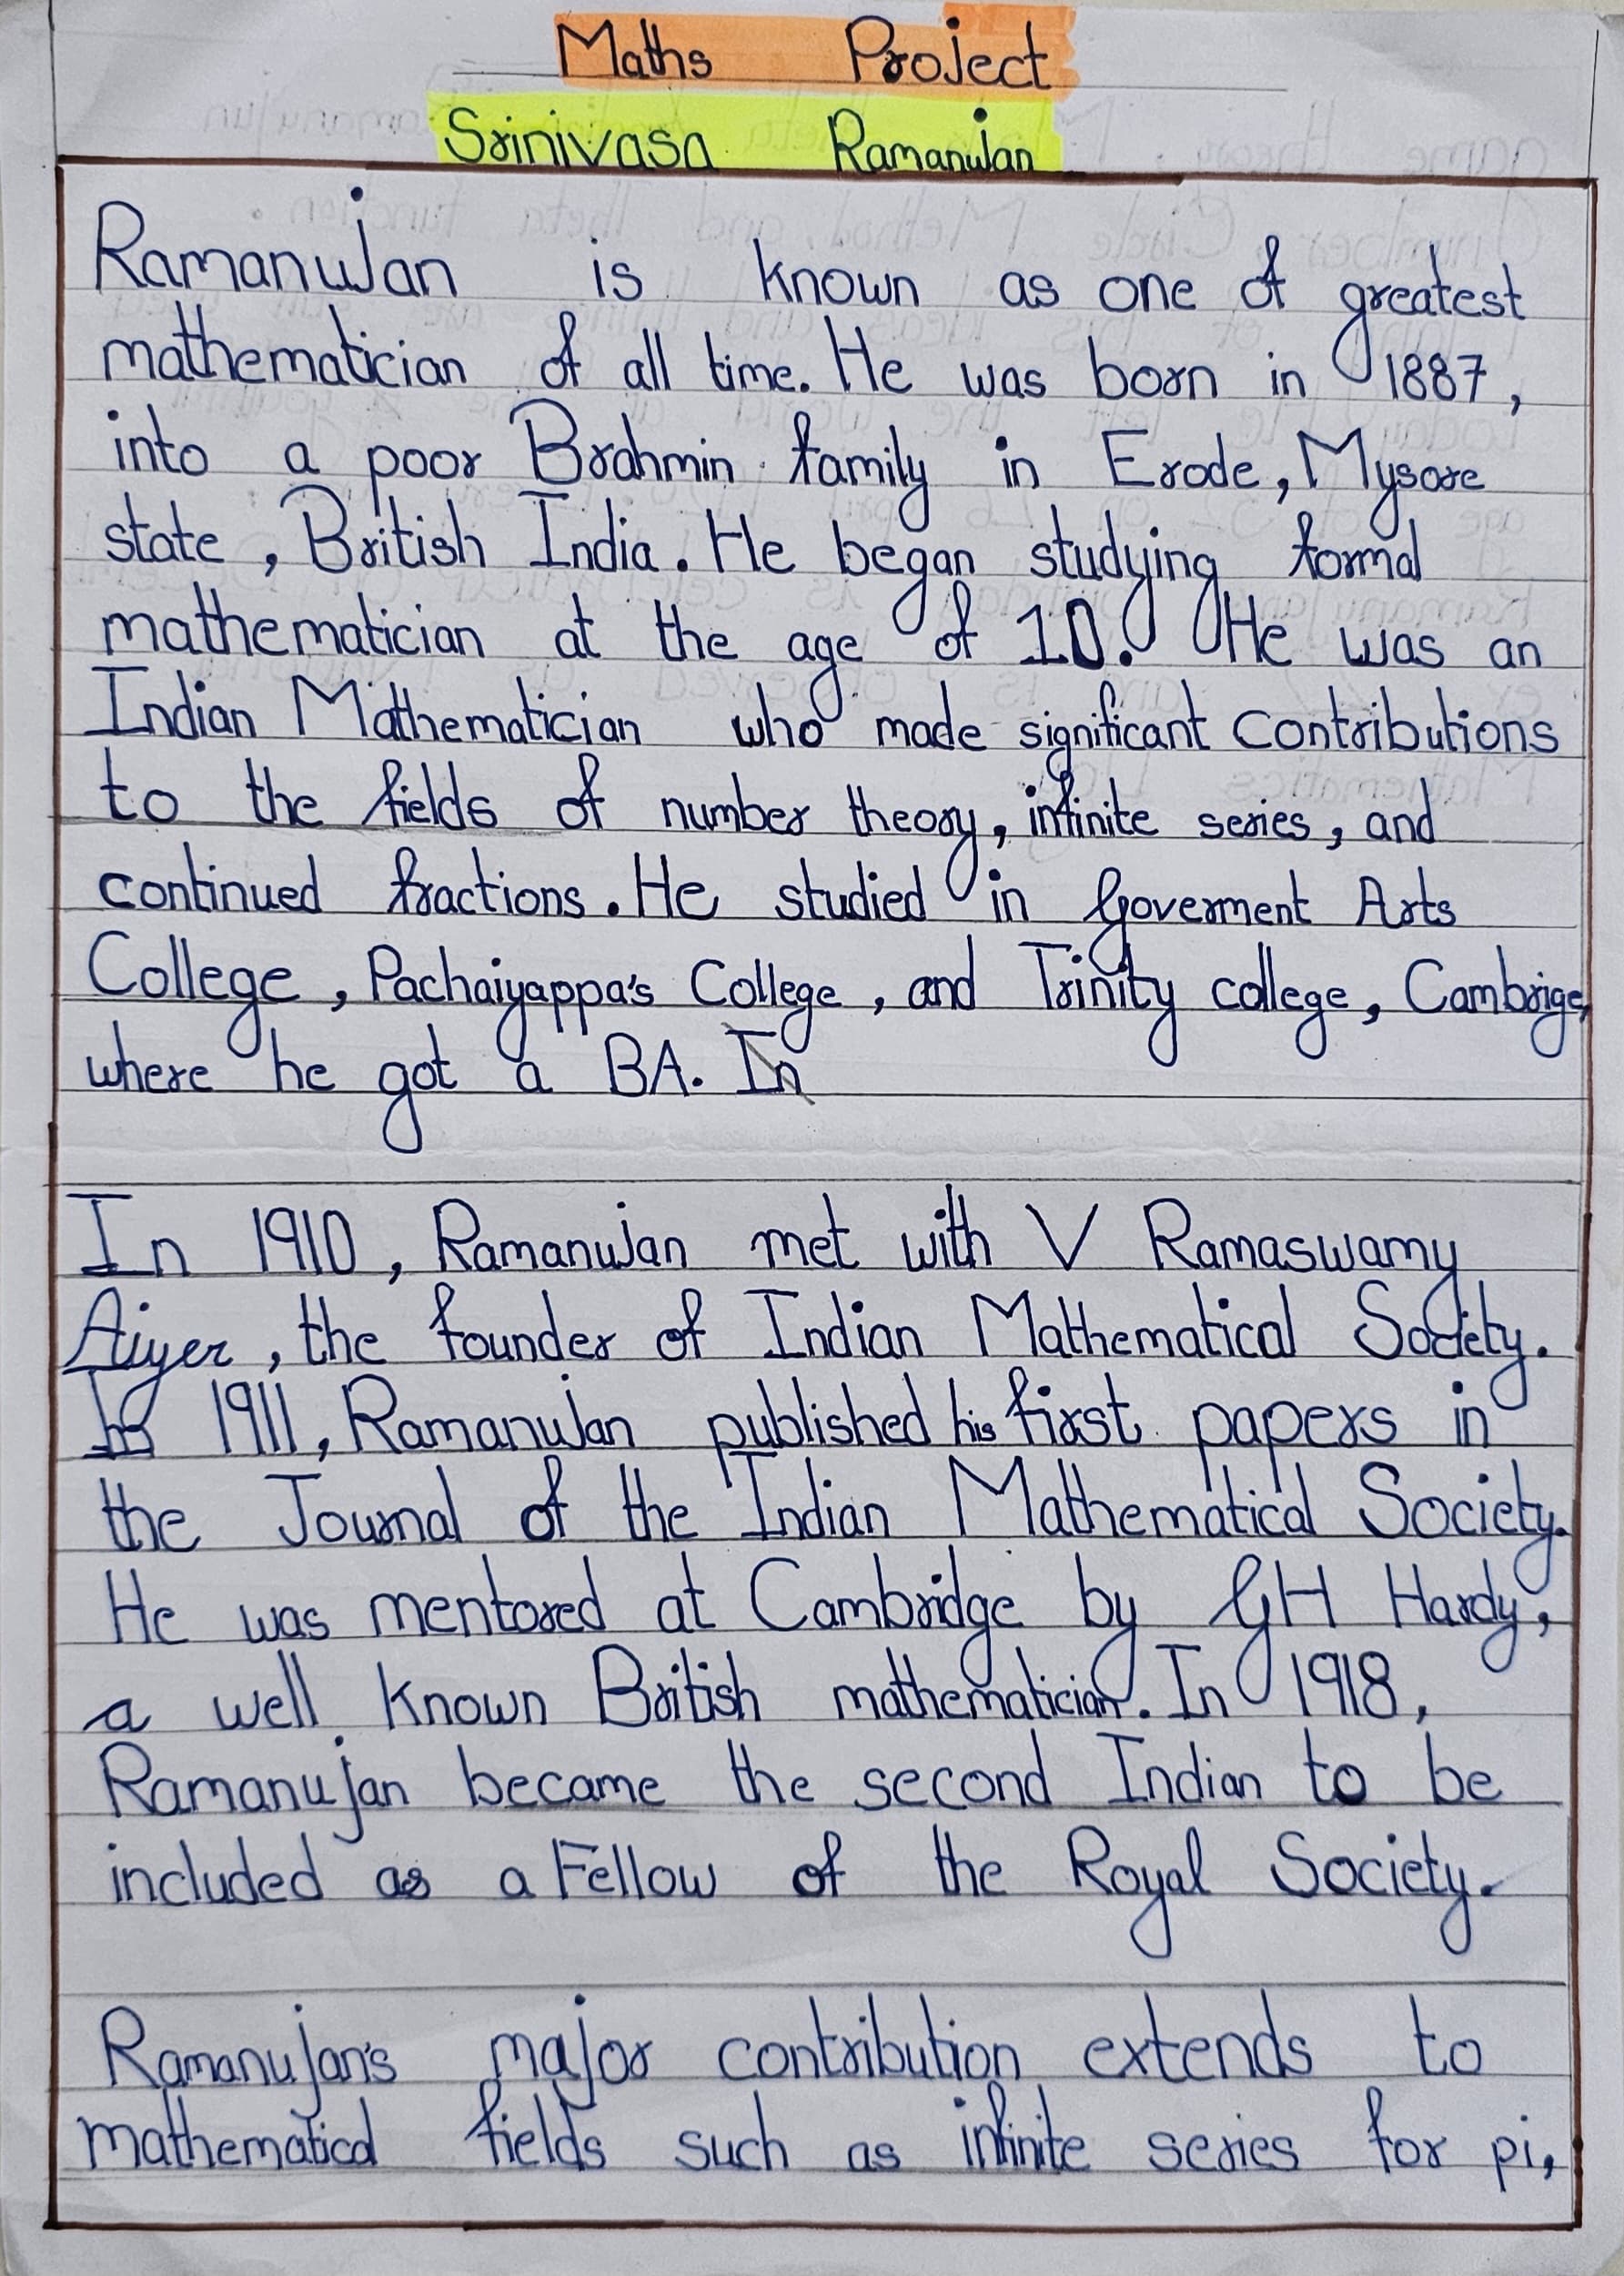 Maths Project
Srinivasa Ramanujan
Ramanujan is known as one of greatest
mathematician of all time. He was born in 1887,
into a poor Brahmin family in Erode, Mysore
state, British India. He began studying formal
mathematician at the age of 10. He was an
Indian Mathematician who made significant contributions
to the fields of number theory, infinite series, and
continued fractions. He studied in Goverment Arts
College, Pachaiyappa's College, and Trinity college, Cambrige,
where he got a BA. In
In 1910, Ramanujan met with V Ramaswamy
Aiyer, the founder of Indian Mathematical Society.
In 1911, Ramanujan published his first papers in
the Journal of the Indian Mathematical Society.
He was mentored at Cambridge by GH Hardy,
a well known British mathematician. In 1918,
Ramanujan became the second Indian to be
included as a Fellow of the Royal Society.
Ramanujan's major contribution extends to
mathematical fields such as infinite series for pi,